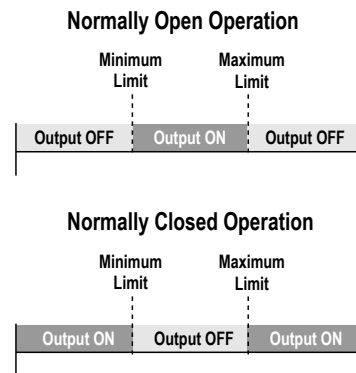 Normally Open Operation
Minimum Limit
Maximum Limit
Output OFF
Output ON
Output OFF
Normally Closed Operation
Minimum Limit
Maximum Limit
Output ON
Output OFF
Output ON